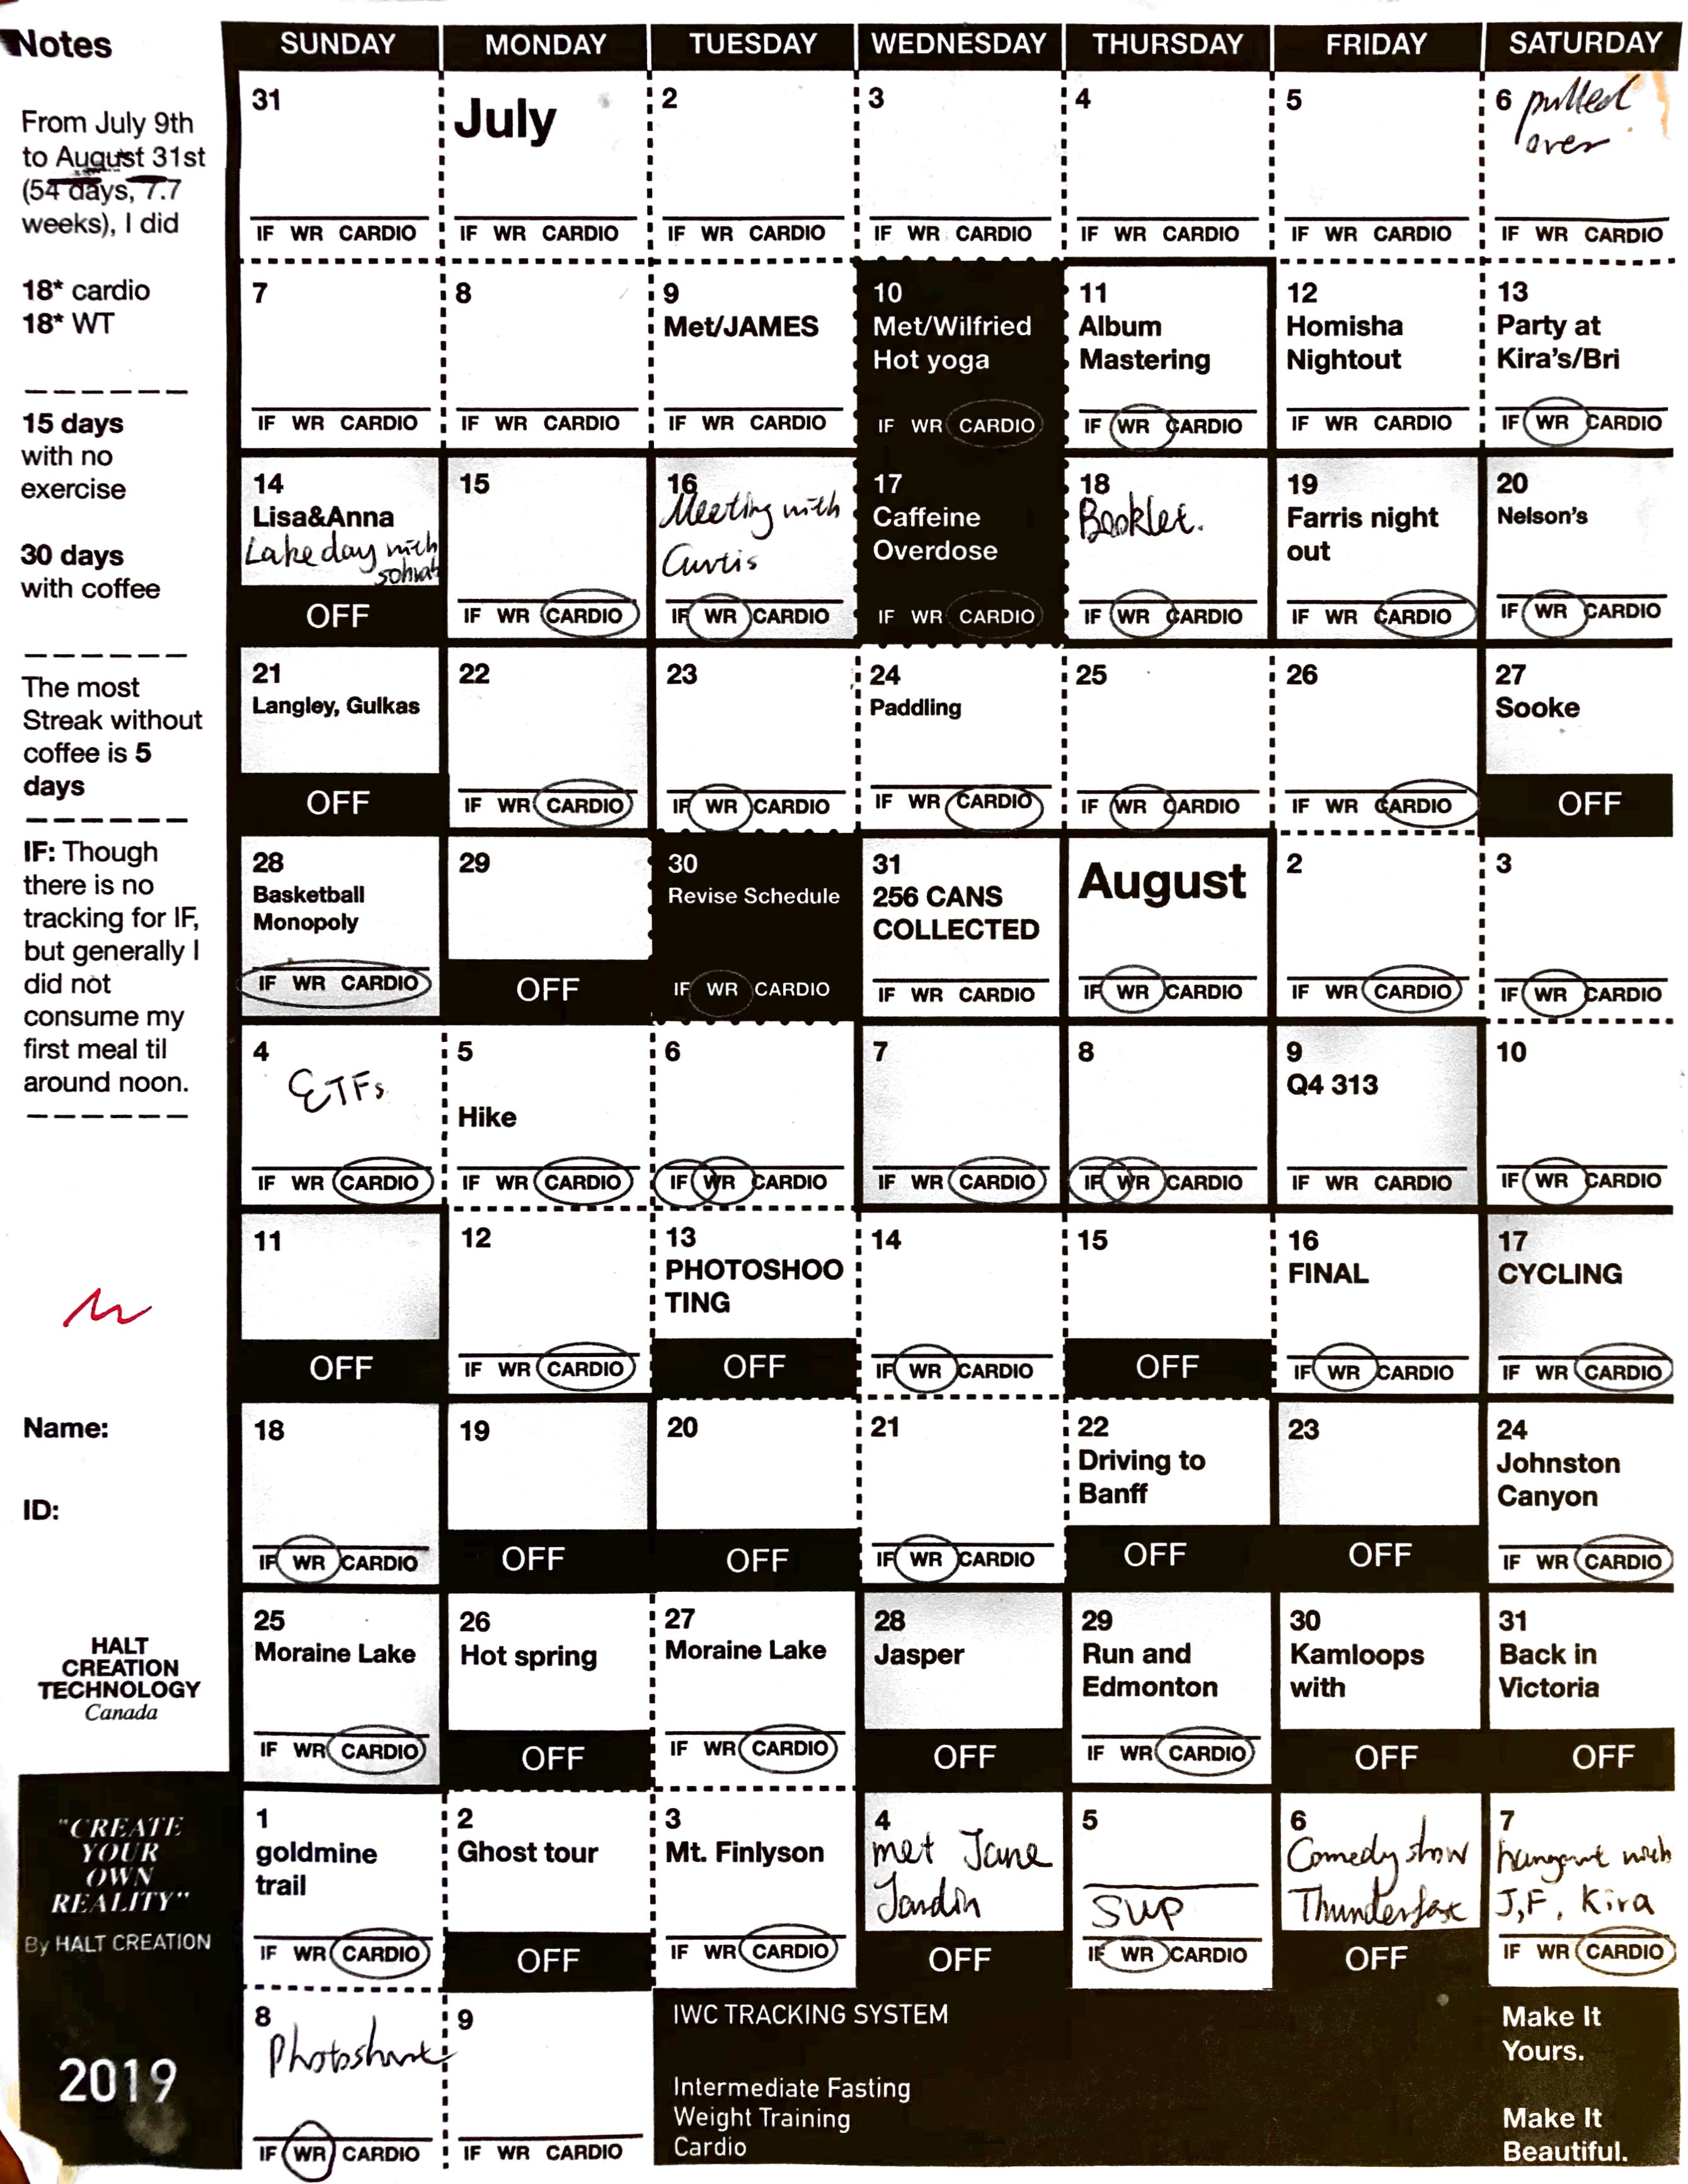 Notes
From July 9th
to August 31st
(54 days, 7.7
weeks), I did
18* cardio
18* WT
15 days
with no
exercise
30 days
with coffee
The most
Streak without
coffee is 5
days
IF: Though
there is no
tracking for IF,
but generally I
did not
consume my
first meal til
around noon.
Name:
ID:
HALT
CREATION
TECHNOLOGY
Canada
"CREATE
YOUR
OWN
REALITY"
By HALT CREATION
2019
SUNDAY MONDAY TUESDAY WEDNESDAY THURSDAY FRIDAY SATURDAY
31
IF WR CARDIO
July
IF WR CARDIO
2
IF WR CARDIO
3
IF WR CARDIO
4
IF WR CARDIO
5
IF WR CARDIO
6 pulled
over
IF WR CARDIO
7
IF WR CARDIO
8
IF WR CARDIO
9
Met/JAMES
IF WR CARDIO
10
Met/Wilfried
Hot yoga
IF WR CARDIO
11
Album
Mastering
IF WR CARDIO
12
Homisha
Nightout
IF WR CARDIO
13
Party at
Kira's/Bri
IF WR CARDIO
14
Lisa&Anna
Lake day with
sohrab
OFF
15
IF WR CARDIO
16
Meeting with
Curtis
IF WR CARDIO
17
Caffeine
Overdose
IF WR CARDIO
18
Booklet.
IF WR CARDIO
19
Farris night
out
IF WR CARDIO
20
Nelson's
IF WR CARDIO
21
Langley, Gulkas
OFF
22
IF WR CARDIO
23
IF WR CARDIO
24
Paddling
IF WR CARDIO
25
IF WR CARDIO
26
IF WR CARDIO
27
Sooke
OFF
28
Basketball
Monopoly
IF WR CARDIO
29
OFF
30
Revise Schedule
IF WR CARDIO
31
256 CANS
COLLECTED
IF WR CARDIO
August
IF WR CARDIO
2
IF WR CARDIO
3
IF WR CARDIO
4
ETFs
IF WR CARDIO
5
Hike
IF WR CARDIO
6
IF WR CARDIO
7
IF WR CARDIO
8
IF WR CARDIO
9
Q4 313
IF WR CARDIO
10
IF WR CARDIO
11
OFF
12
IF WR CARDIO
13
PHOTOSHOO
TING
OFF
14
IF WR CARDIO
15
OFF
16
FINAL
IF WR CARDIO
17
CYCLING
IF WR CARDIO
18
IF WR CARDIO
19
OFF
20
OFF
21
IF WR CARDIO
22
Driving to
Banff
OFF
23
OFF
24
Johnston
Canyon
IF WR CARDIO
25
Moraine Lake
IF WR CARDIO
26
Hot spring
OFF
27
Moraine Lake
IF WR CARDIO
28
Jasper
OFF
29
Run and
Edmonton
IF WR CARDIO
30
Kamloops
with
OFF
31
Back in
Victoria
OFF
1
goldmine
trail
IF WR CARDIO
2
Ghost tour
OFF
3
Mt. Finlyson
IF WR CARDIO
4
met Jane
Jardin
OFF
5
SUP
IF WR CARDIO
6
Comedy show
OFF
7
with
J,F, Kira
IF WR CARDIO
8
IF WR CARDIO
9
IF WR CARDIO
IWC TRACKING SYSTEM
Intermediate Fasting
Weight Training
Cardio
Make It
Yours.
Make It
Beautiful.